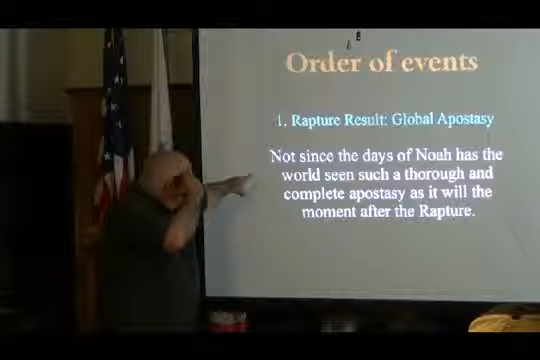 Order of events
1. Rapture Result: Global Apostasy
Not since the days of Noah has the
world seen such a thorough and
complete apostasy as it will the
moment after the Rapture.